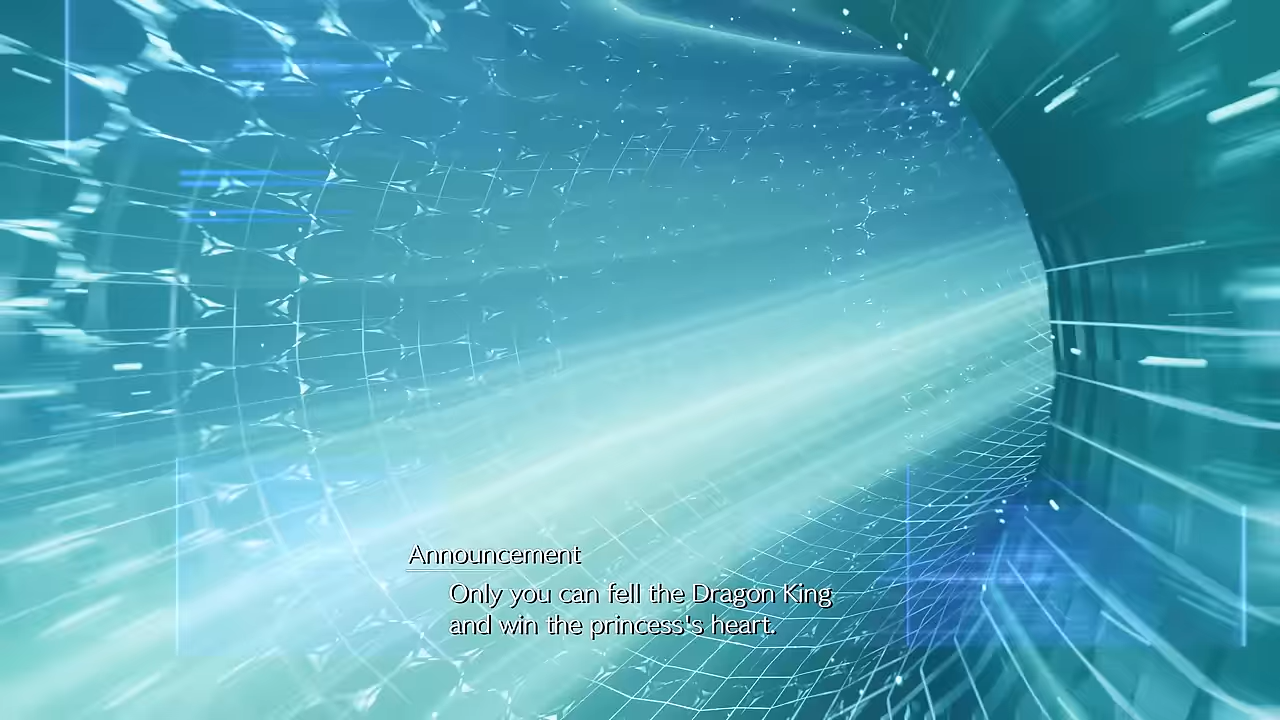 Announcement
Only you can fell the Dragon King
and win the princess's heart.